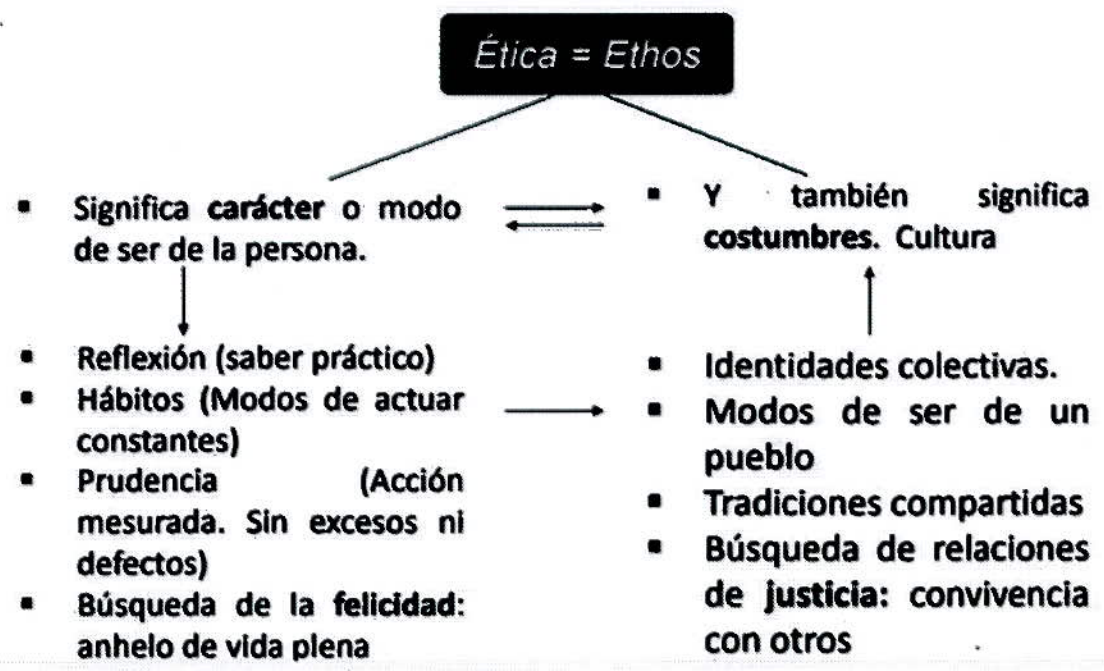 Ética = Ethos
▪ Significa carácter o modo
de ser de la persona.
▪ Reflexión (saber práctico)
▪ Hábitos (Modos de actuar
constantes)
▪ Prudencia (Acción
mesurada. Sin excesos ni
defectos)
▪ Búsqueda de la felicidad:
anhelo de vida plena
▪ Y también significa
costumbres. Cultura
▪ Identidades colectivas.
▪ Modos de ser de un
pueblo
▪ Tradiciones compartidas
▪ Búsqueda de relaciones
de justicia: convivencia
con otros